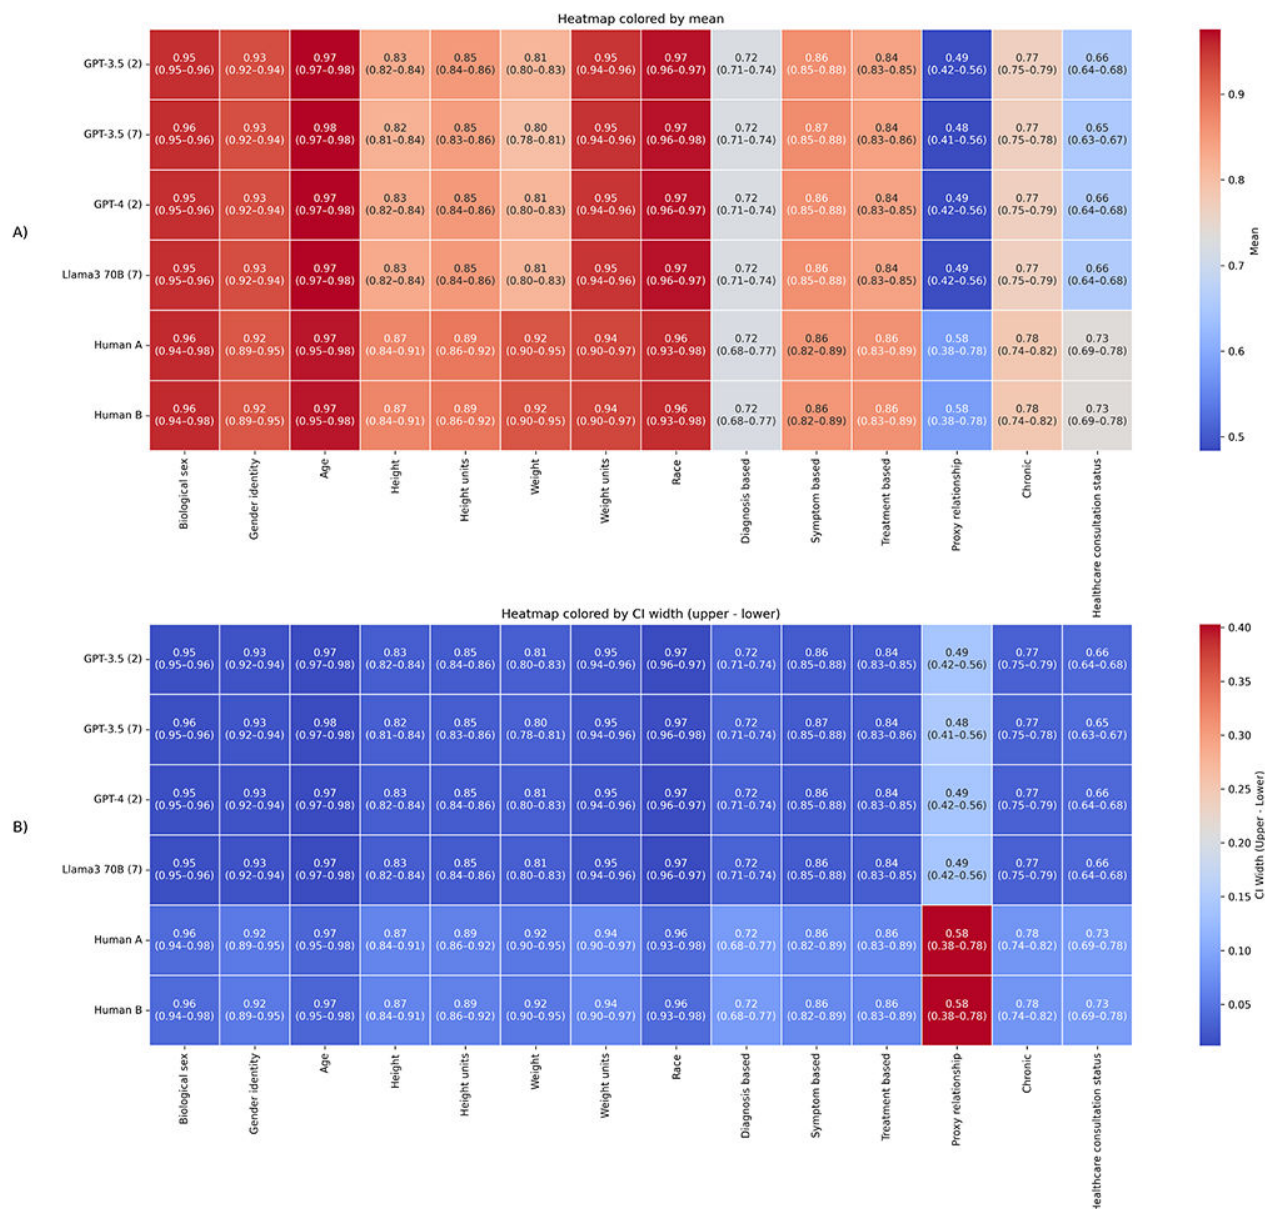 Heatmap colored by mean
A)
GPT-3.5 (2)
0.95 0.93 0.97 0.83 0.85 0.81 0.95 0.97 0.72 0.86 0.84 0.49 0.77 0.66
(0.95–0.96) (0.92–0.94) (0.97–0.98) (0.82–0.84) (0.84–0.86) (0.80–0.83) (0.94–0.96) (0.96–0.97) (0.71–0.74) (0.85–0.88) (0.83–0.85) (0.42–0.56) (0.75–0.79) (0.64–0.68)
GPT-3.5 (7)
0.96 0.93 0.98 0.82 0.85 0.80 0.95 0.97 0.72 0.87 0.84 0.48 0.77 0.65
(0.95–0.96) (0.92–0.94) (0.97–0.98) (0.81–0.84) (0.83–0.86) (0.78–0.81) (0.94–0.96) (0.96–0.98) (0.71–0.74) (0.85–0.88) (0.83–0.86) (0.41–0.56) (0.75–0.78) (0.63–0.67)
GPT-4 (2)
0.95 0.93 0.97 0.83 0.85 0.81 0.95 0.97 0.72 0.86 0.84 0.49 0.77 0.66
(0.95–0.96) (0.92–0.94) (0.97–0.98) (0.82–0.84) (0.84–0.86) (0.80–0.83) (0.94–0.96) (0.96–0.97) (0.71–0.74) (0.85–0.88) (0.83–0.85) (0.42–0.56) (0.75–0.79) (0.64–0.68)
Llama3 70B (7)
0.95 0.93 0.97 0.83 0.85 0.81 0.95 0.97 0.72 0.86 0.84 0.49 0.77 0.66
(0.95–0.96) (0.92–0.94) (0.97–0.98) (0.82–0.84) (0.84–0.86) (0.80–0.83) (0.94–0.96) (0.96–0.97) (0.71–0.74) (0.85–0.88) (0.83–0.85) (0.42–0.56) (0.75–0.79) (0.64–0.68)
Human A
0.96 0.92 0.97 0.87 0.89 0.92 0.94 0.96 0.72 0.86 0.86 0.58 0.78 0.73
(0.94–0.98) (0.89–0.95) (0.95–0.98) (0.84–0.91) (0.86–0.92) (0.90–0.95) (0.90–0.97) (0.93–0.98) (0.68–0.77) (0.82–0.89) (0.83–0.89) (0.38–0.78) (0.74–0.82) (0.69–0.78)
Human B
0.96 0.92 0.97 0.87 0.89 0.92 0.94 0.96 0.72 0.86 0.86 0.58 0.78 0.73
(0.94–0.98) (0.89–0.95) (0.95–0.98) (0.84–0.91) (0.86–0.92) (0.90–0.95) (0.90–0.97) (0.93–0.98) (0.68–0.77) (0.82–0.89) (0.83–0.89) (0.38–0.78) (0.74–0.82) (0.69–0.78)
Biological sex
Gender identity
Age
Height
Height units
Weight
Weight units
Race
Diagnosis based
Symptom based
Treatment based
Proxy relationship
Chronic
Healthcare consultation status
0.9
0.8
0.7
0.6
0.5
Mean
Heatmap colored by CI width (upper - lower)
B)
GPT-3.5 (2)
0.95 0.93 0.97 0.83 0.85 0.81 0.95 0.97 0.72 0.86 0.84 0.49 0.77 0.66
(0.95–0.96) (0.92–0.94) (0.97–0.98) (0.82–0.84) (0.84–0.86) (0.80–0.83) (0.94–0.96) (0.96–0.97) (0.71–0.74) (0.85–0.88) (0.83–0.85) (0.42–0.56) (0.75–0.79) (0.64–0.68)
GPT-3.5 (7)
0.96 0.93 0.98 0.82 0.85 0.80 0.95 0.97 0.72 0.87 0.84 0.48 0.77 0.65
(0.95–0.96) (0.92–0.94) (0.97–0.98) (0.81–0.84) (0.83–0.86) (0.78–0.81) (0.94–0.96) (0.96–0.98) (0.71–0.74) (0.85–0.88) (0.83–0.86) (0.41–0.56) (0.75–0.78) (0.63–0.67)
GPT-4 (2)
0.95 0.93 0.97 0.83 0.85 0.81 0.95 0.97 0.72 0.86 0.84 0.49 0.77 0.66
(0.95–0.96) (0.92–0.94) (0.97–0.98) (0.82–0.84) (0.84–0.86) (0.80–0.83) (0.94–0.96) (0.96–0.97) (0.71–0.74) (0.85–0.88) (0.83–0.85) (0.42–0.56) (0.75–0.79) (0.64–0.68)
Llama3 70B (7)
0.95 0.93 0.97 0.83 0.85 0.81 0.95 0.97 0.72 0.86 0.84 0.49 0.77 0.66
(0.95–0.96) (0.92–0.94) (0.97–0.98) (0.82–0.84) (0.84–0.86) (0.80–0.83) (0.94–0.96) (0.96–0.97) (0.71–0.74) (0.85–0.88) (0.83–0.85) (0.42–0.56) (0.75–0.79) (0.64–0.68)
Human A
0.96 0.92 0.97 0.87 0.89 0.92 0.94 0.96 0.72 0.86 0.86 0.58 0.78 0.73
(0.94–0.98) (0.89–0.95) (0.95–0.98) (0.84–0.91) (0.86–0.92) (0.90–0.95) (0.90–0.97) (0.93–0.98) (0.68–0.77) (0.82–0.89) (0.83–0.89) (0.38–0.78) (0.74–0.82) (0.69–0.78)
Human B
0.96 0.92 0.97 0.87 0.89 0.92 0.94 0.96 0.72 0.86 0.86 0.58 0.78 0.73
(0.94–0.98) (0.89–0.95) (0.95–0.98) (0.84–0.91) (0.86–0.92) (0.90–0.95) (0.90–0.97) (0.93–0.98) (0.68–0.77) (0.82–0.89) (0.83–0.89) (0.38–0.78) (0.74–0.82) (0.69–0.78)
Biological sex
Gender identity
Age
Height
Height units
Weight
Weight units
Race
Diagnosis based
Symptom based
Treatment based
Proxy relationship
Chronic
ealthcare consultation status
0.40
0.35
0.30
0.25
0.20
0.15
0.10
0.05
CI Width (Upper - Lower)